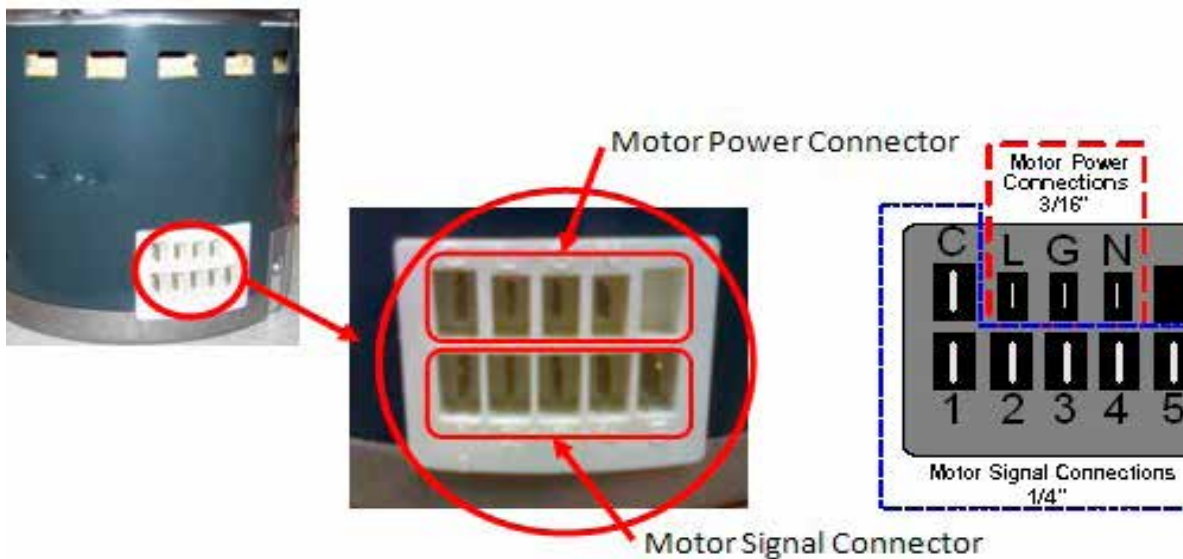 Motor Power Connector
Motor Power
Connections
3/16"
C L G N
1 2 3 4 5
Motor Signal Connections
1/4"
Motor Signal Connector